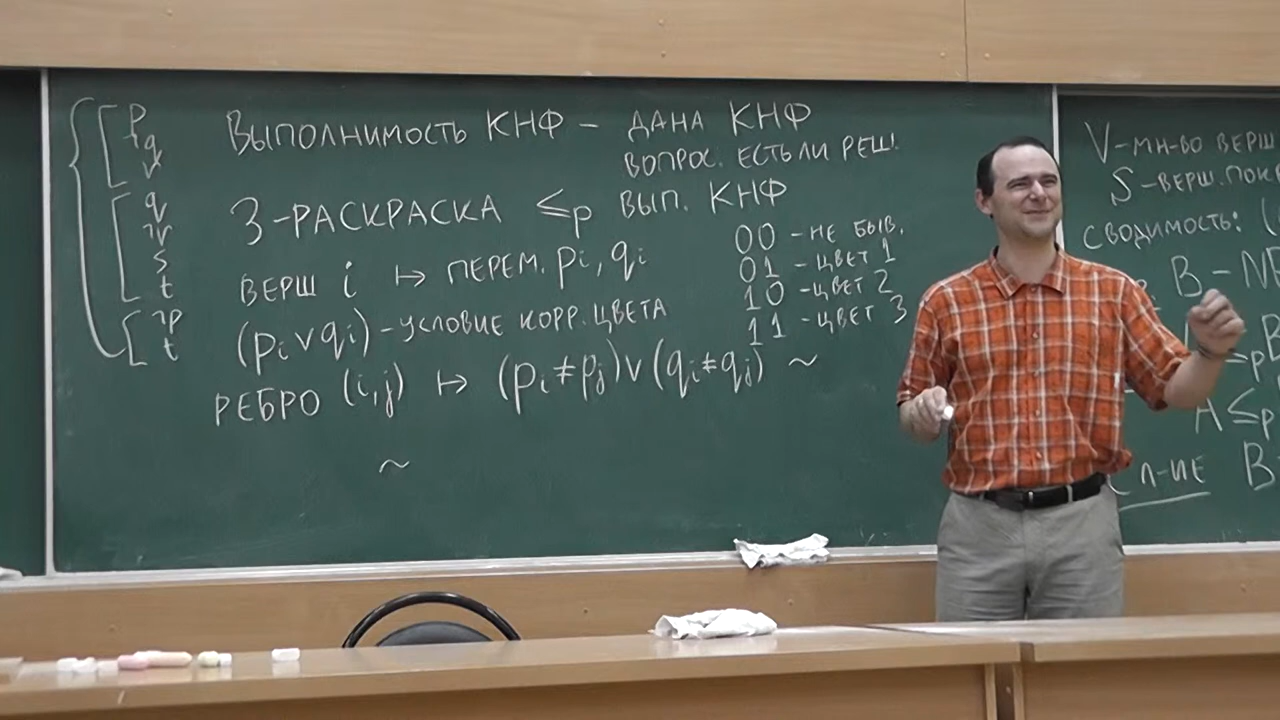 p
¬q
r
q
¬r
s
t
¬p
t
ВЫПОЛНИМОСТЬ КНФ – ДАНА КНФ
ВОПРОС. ЕСТЬ ЛИ РЕШ.
3-РАСКРАСКА ≤p ВЫП. КНФ
ВЕРШ i ↦ ПЕРЕМ. pi, qi
(pi ∨ qi) – УСЛОВИЕ КОРР. ЦВЕТА
00 – НЕ БЫВ.
01 – ЦВЕТ 1
10 – ЦВЕТ 2
11 – ЦВЕТ 3
РЕБРО (i,j) ↦ (pi ≠ pj) ∨ (qi ≠ qj) ~
~
V – МН-ВО ВЕРШ
S – ВЕРШ. ПОКР
СВОДИМОСТЬ: (
B – N
≤p B
A ≤p
Л-ИЕ B